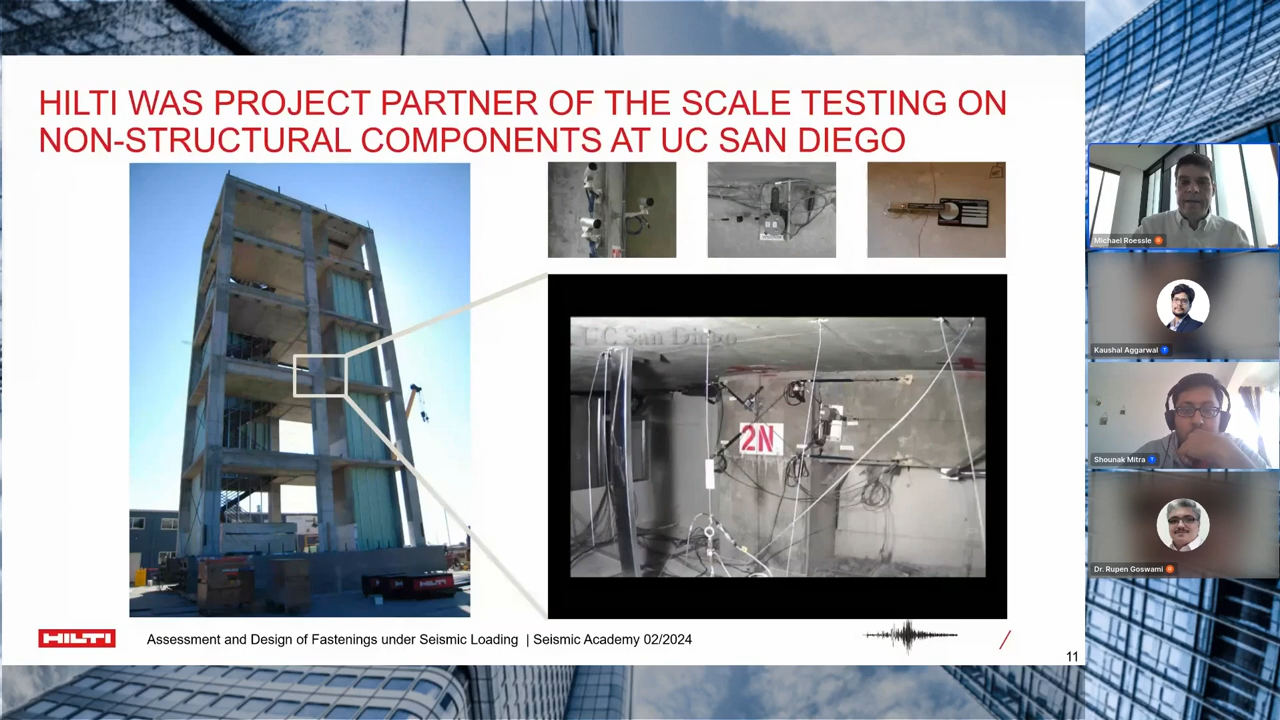 HILTI WAS PROJECT PARTNER OF THE SCALE TESTING ON
NON-STRUCTURAL COMPONENTS AT UC SAN DIEGO
UC San Diego
2N
HILTI
HILTI
Assessment and Design of Fastenings under Seismic Loading | Seismic Academy 02/2024
11
Michael Roessle
Kaushal Aggarwal
Shounak Mitra
Dr. Rupen Goswami